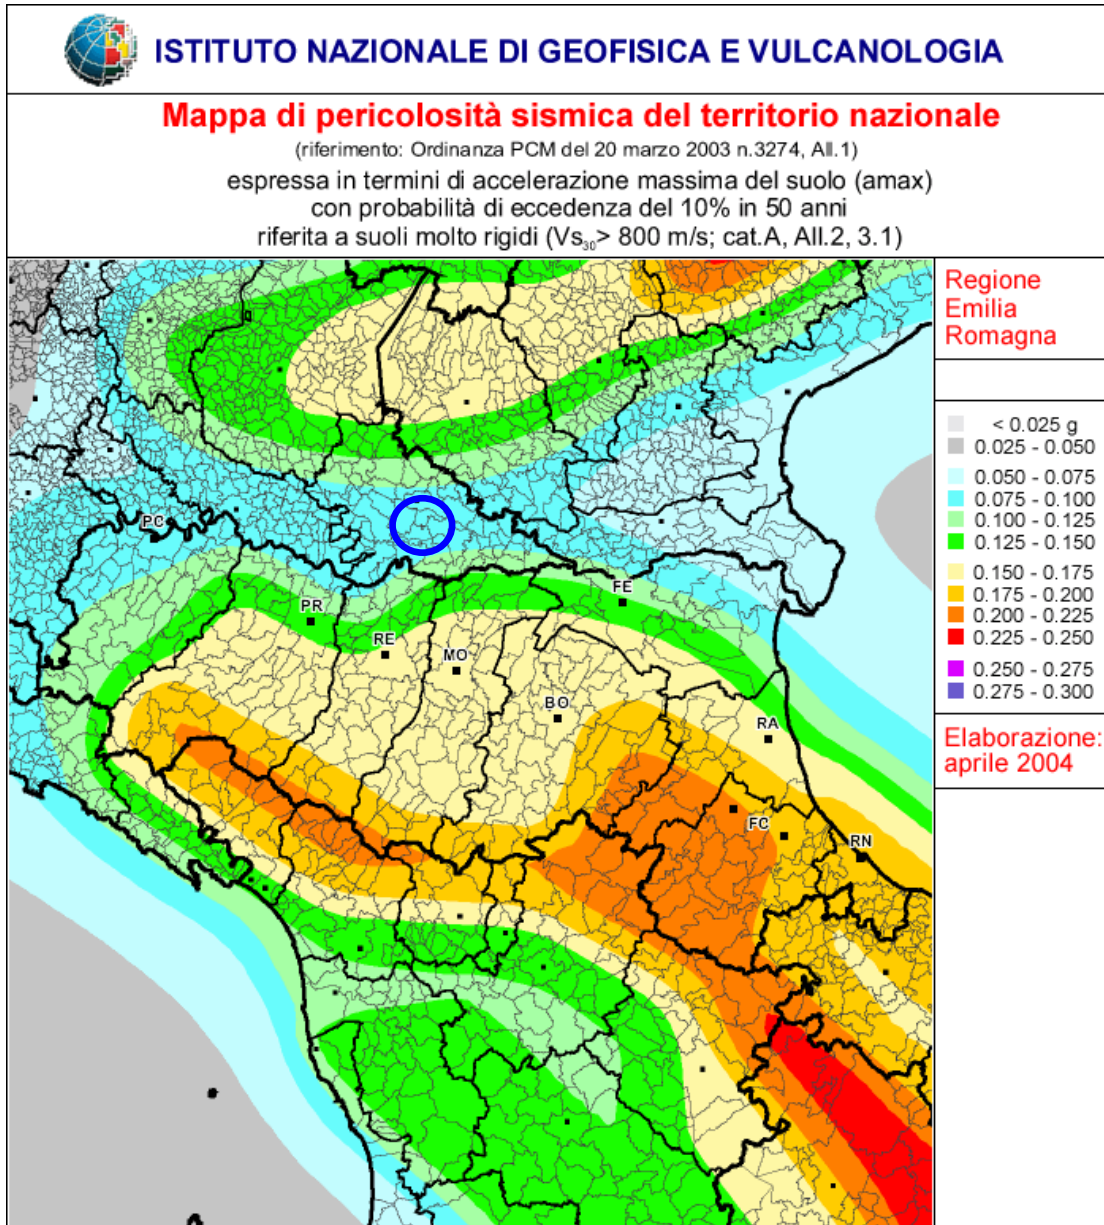 ISTITUTO NAZIONALE DI GEOFISICA E VULCANOLOGIA
Mappa di pericolosità sismica del territorio nazionale
(riferimento: Ordinanza PCM del 20 marzo 2003 n.3274, All.1)
espressa in termini di accelerazione massima del suolo (amax)
con probabilità di eccedenza del 10% in 50 anni
riferita a suoli molto rigidi (Vs30> 800 m/s; cat.A, All.2, 3.1)
Regione
Emilia
Romagna
< 0.025 g
0.025 - 0.050
0.050 - 0.075
0.075 - 0.100
0.100 - 0.125
0.125 - 0.150
0.150 - 0.175
0.175 - 0.200
0.200 - 0.225
0.225 - 0.250
0.250 - 0.275
0.275 - 0.300
Elaborazione:
aprile 2004
PC
PR
FE
RE
MO
BO
RA
FC
RN